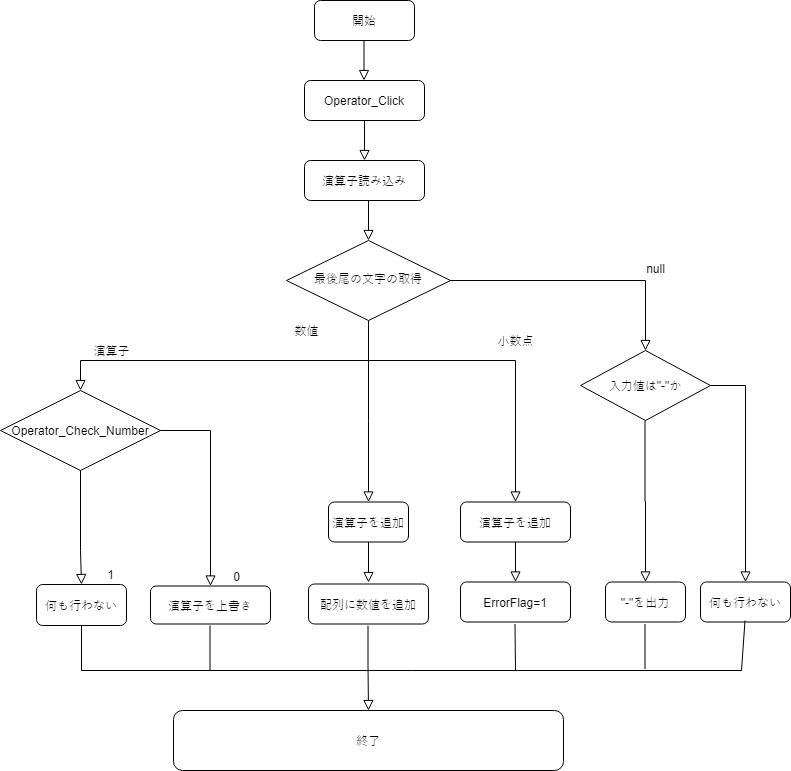 開始
Operator_Click
演算子読み込み
最後尾の文字の取得
null
数値
小数点
演算子
入力値は"-"か
Operator_Check_Number
演算子を追加
演算子を追加
1
0
何も行わない
演算子を上書き
配列に数値を追加
ErrorFlag=1
"-"を出力
何も行わない
終了